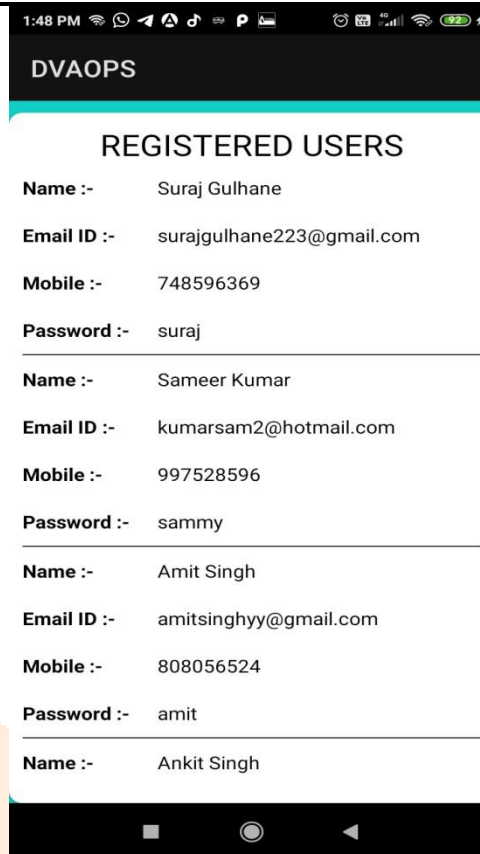 1:48 PM 92
DVAOPS
REGISTERED USERS
Name :- Suraj Gulhane
Email ID :- surajgulhane223@gmail.com
Mobile :- 748596369
Password :- suraj
Name :- Sameer Kumar
Email ID :- kumarsam2@hotmail.com
Mobile :- 997528596
Password :- sammy
Name :- Amit Singh
Email ID :- amitsinghyy@gmail.com
Mobile :- 808056524
Password :- amit
Name :- Ankit Singh